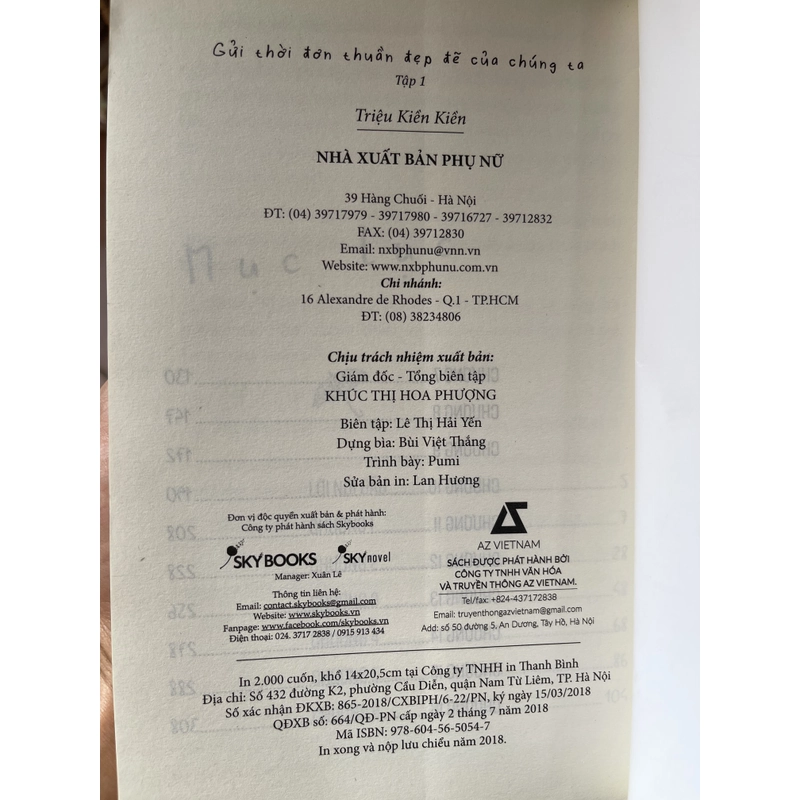 Gửi thời đơn thuần đẹp đẽ của chúng ta
Tập 1
Triệu Kiền Kiền
NHÀ XUẤT BẢN PHỤ NỮ
39 Hàng Chuối - Hà Nội
ĐT: (04) 39717979 - 39717980 - 39716727 - 39712832
FAX: (04) 39712830
Email: nxbphunu@vnn.vn
Website: www.nxbphunu.com.vn
Chi nhánh:
16 Alexandre de Rhodes - Q.1 - TP.HCM
ĐT: (08) 38234806
Chịu trách nhiệm xuất bản:
Giám đốc - Tổng biên tập
KHÚC THỊ HOA PHƯỢNG
Biên tập: Lê Thị Hải Yến
Dựng bìa: Bùi Việt Thắng
Trình bày: Pumi
Sửa bản in: Lan Hương
Đơn vị độc quyền xuất bản & phát hành:
Công ty phát hành sách Skybooks
SKYBOOKS SKYnovel
Manager: Xuân Lê
Thông tin liên hệ:
Email: contact.skybooks@gmail.com
Website: www.skybooks.vn
Fanpage: www.facebook.com/skybooks.vn
Điện thoại: 024. 3717 2838 / 0915 913 434
AZ VIETNAM
SÁCH ĐƯỢC PHÁT HÀNH BỞI
CÔNG TY TNHH VĂN HÓA
VÀ TRUYỀN THÔNG AZ VIETNAM.
Tel/fax: +824-437172838
Email: truyenthongazvietnam@gmail.com
Add: số 50 đường 5, An Dương, Tây Hồ, Hà Nội
In 2.000 cuốn, khổ 14x20,5cm tại Công ty TNHH in Thanh Bình
Địa chỉ: Số 432 đường K2, phường Cầu Diễn, quận Nam Từ Liêm, TP. Hà Nội
Số xác nhận ĐKXB: 865-2018/CXBIPH/6-22/PN, ký ngày 15/03/2018
QĐXB số: 664/QĐ-PN cấp ngày 2 tháng 7 năm 2018
Mã ISBN: 978-604-56-5054-7
In xong và nộp lưu chiểu năm 2018.